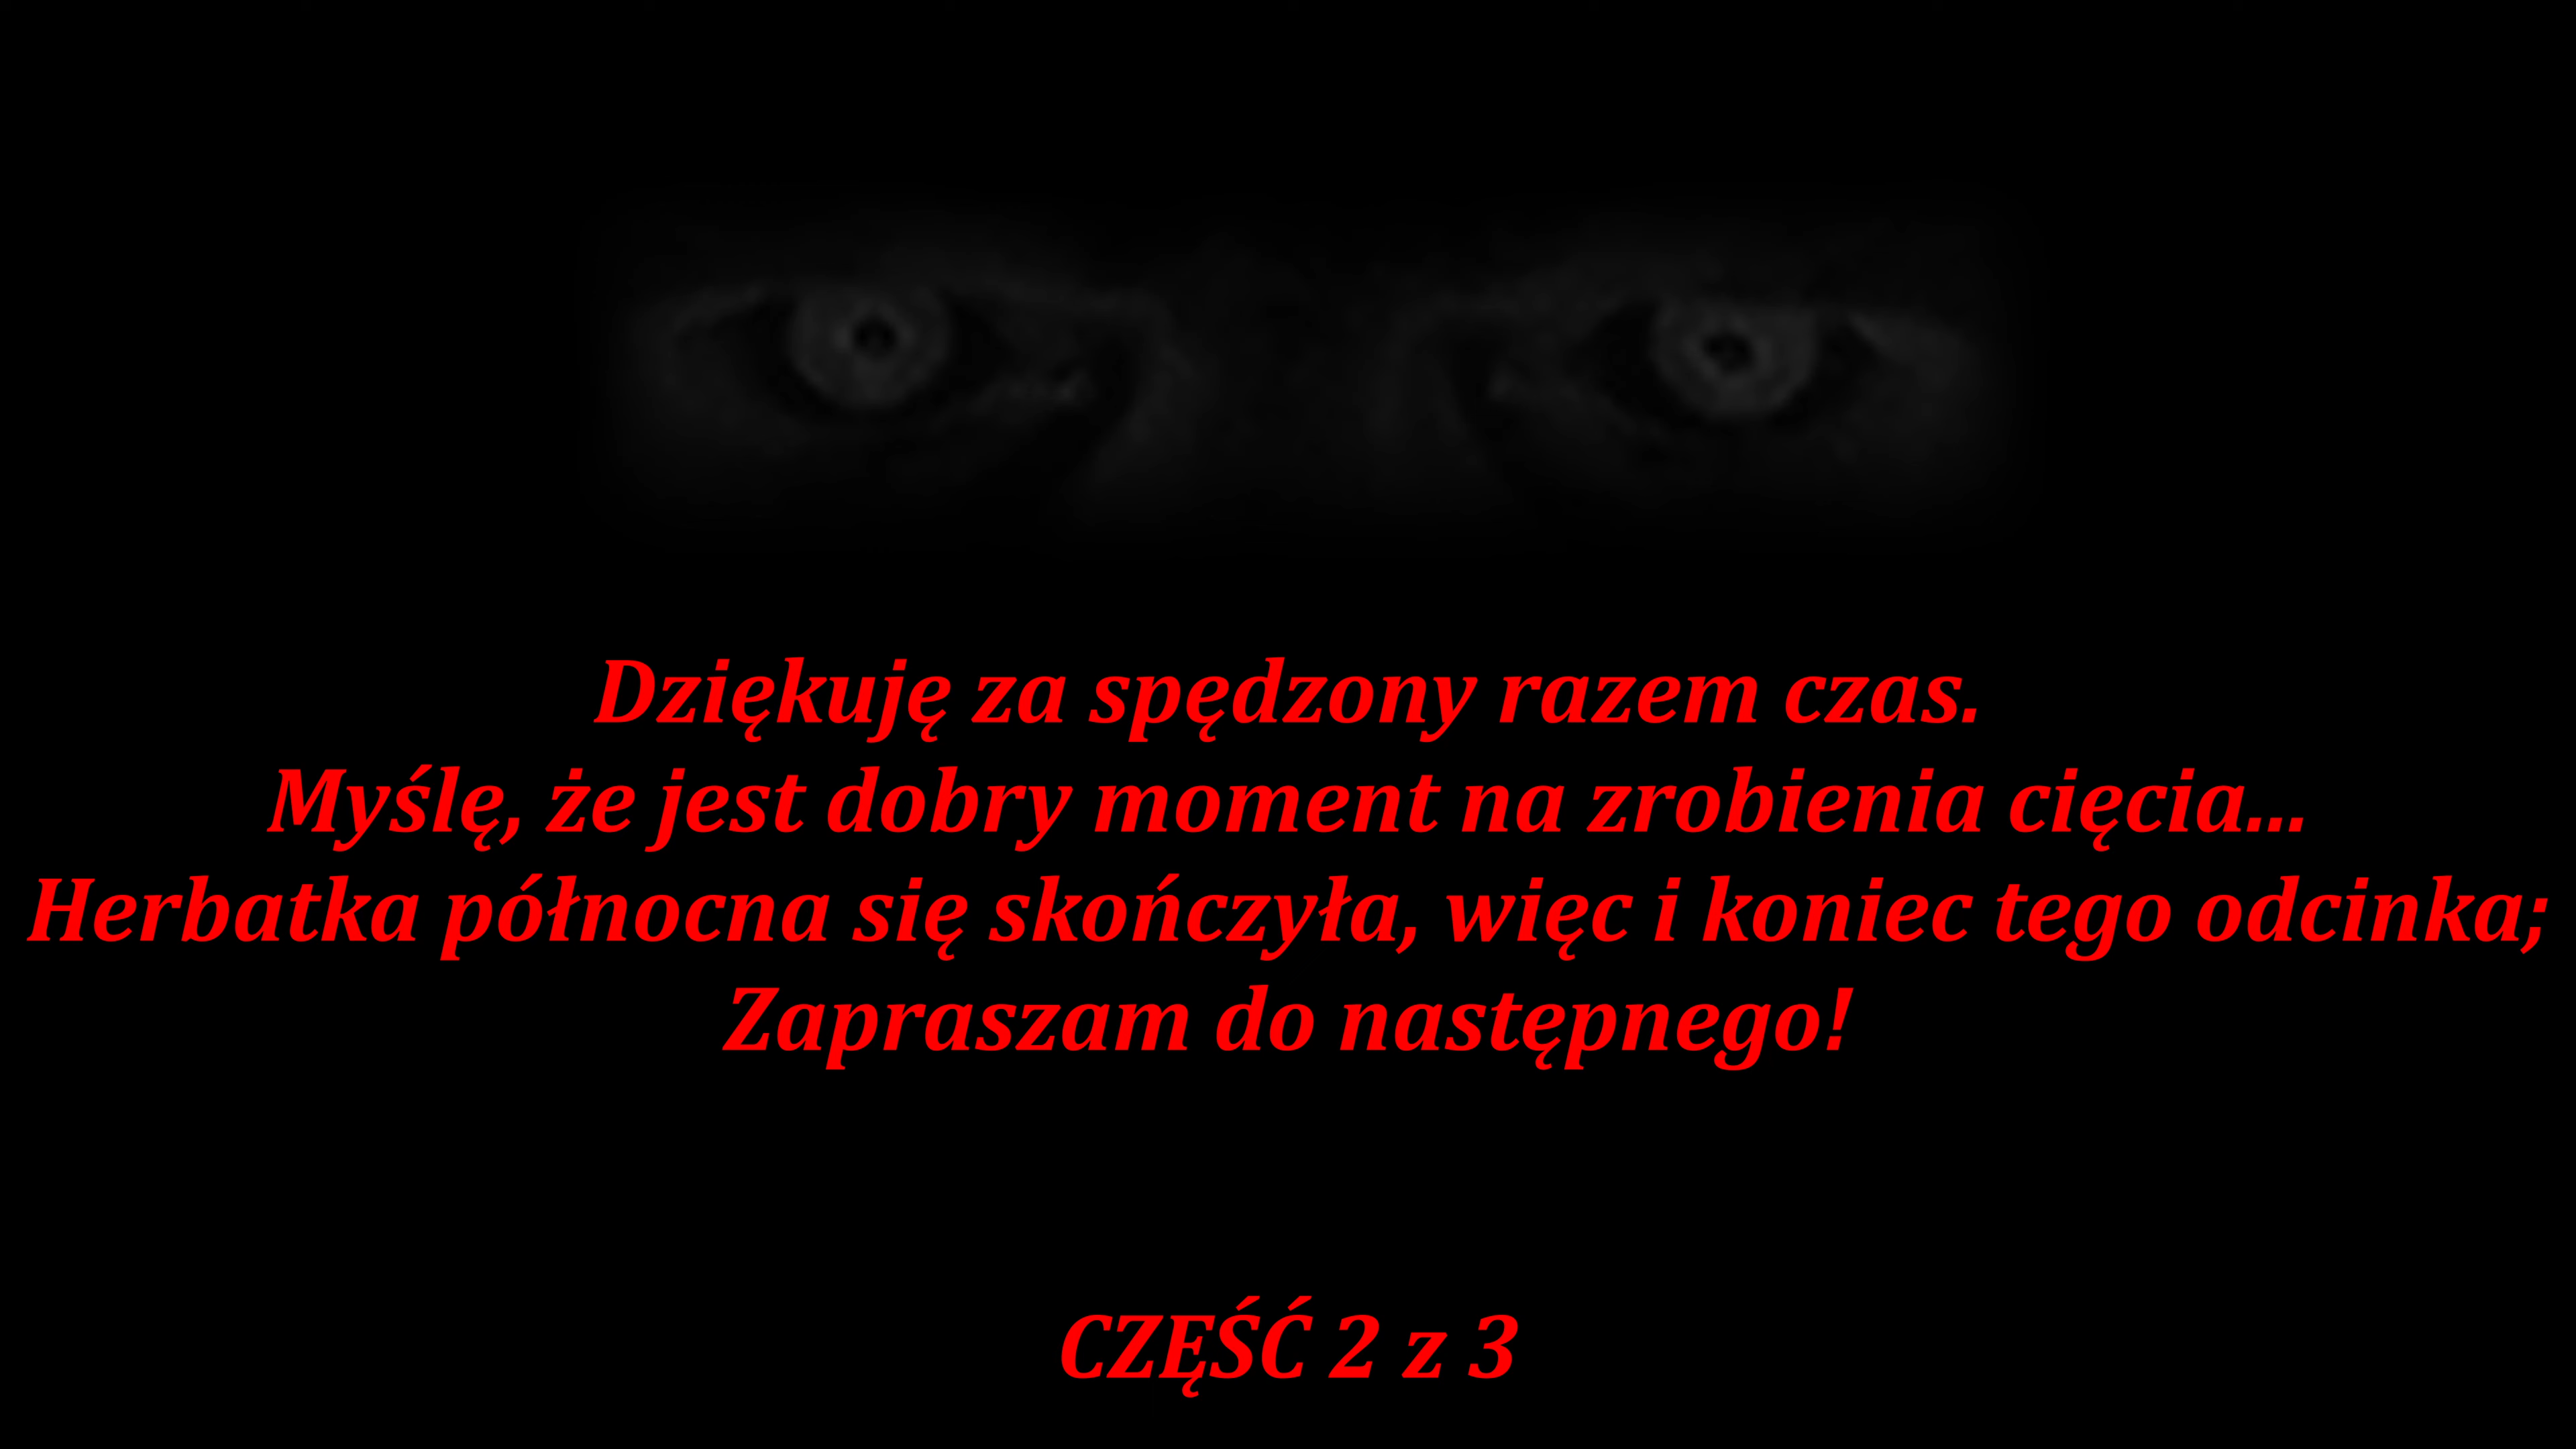 Dziękuję za spędzony razem czas.
Myślę, że jest dobry moment na zrobienia cięcia...
Herbatka północna się skończyła, więc i koniec tego odcinka;
Zapraszam do następnego!
CZĘŚĆ 2 z 3